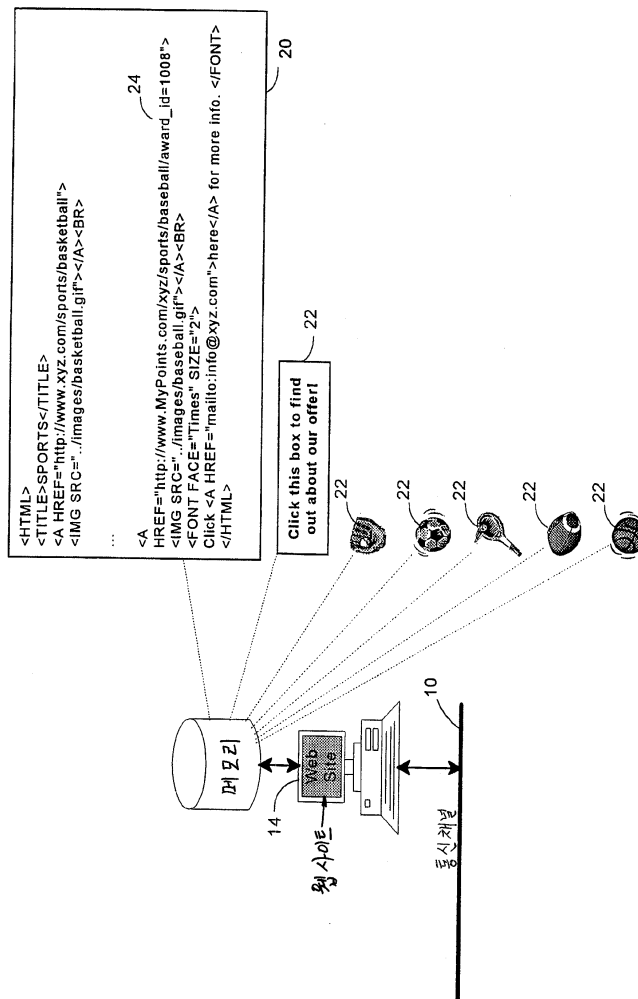 <HTML>
<TITLE>SPORTS</TITLE>
<A HREF="http://www.xyz.com/sports/basketball">
<IMG SRC="../images/basketball.gif"></A><BR>
...
<A
HREF="http://www.MyPoints.com/xyz/sports/baseball/award_id=1008">
<IMG SRC="../images/baseball.gif"></A><BR>
<FONT FACE="Times" SIZE="2">
Click <A HREF="mailto:info@xyz.com">here</A> for more info. </FONT>
</HTML>
24
20
Click this box to find
out about our offer!
22
22
22
22
22
22
메모리
14
Web
Site
웹사이트
10
통신채널